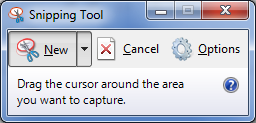 Snipping Tool
New Cancel Options
Drag the cursor around the area
you want to capture.